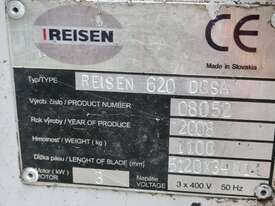 REISEN
CE
Made in Slovakia
Typ/TYPE REISEN 620 DGSA
Výrob. číslo / PRODUCT NUMBER 08052
Rok výroby / YEAR OF PRODUCE 2008
Hmotnosť / WEIGHT ( kg ) 1100
Dĺžka pásu / LENGHT OF BLADE (mm)
Motor ( kW ) MOTOR 3 Napätie VOLTAGE 3 x 400 V 50 Hz